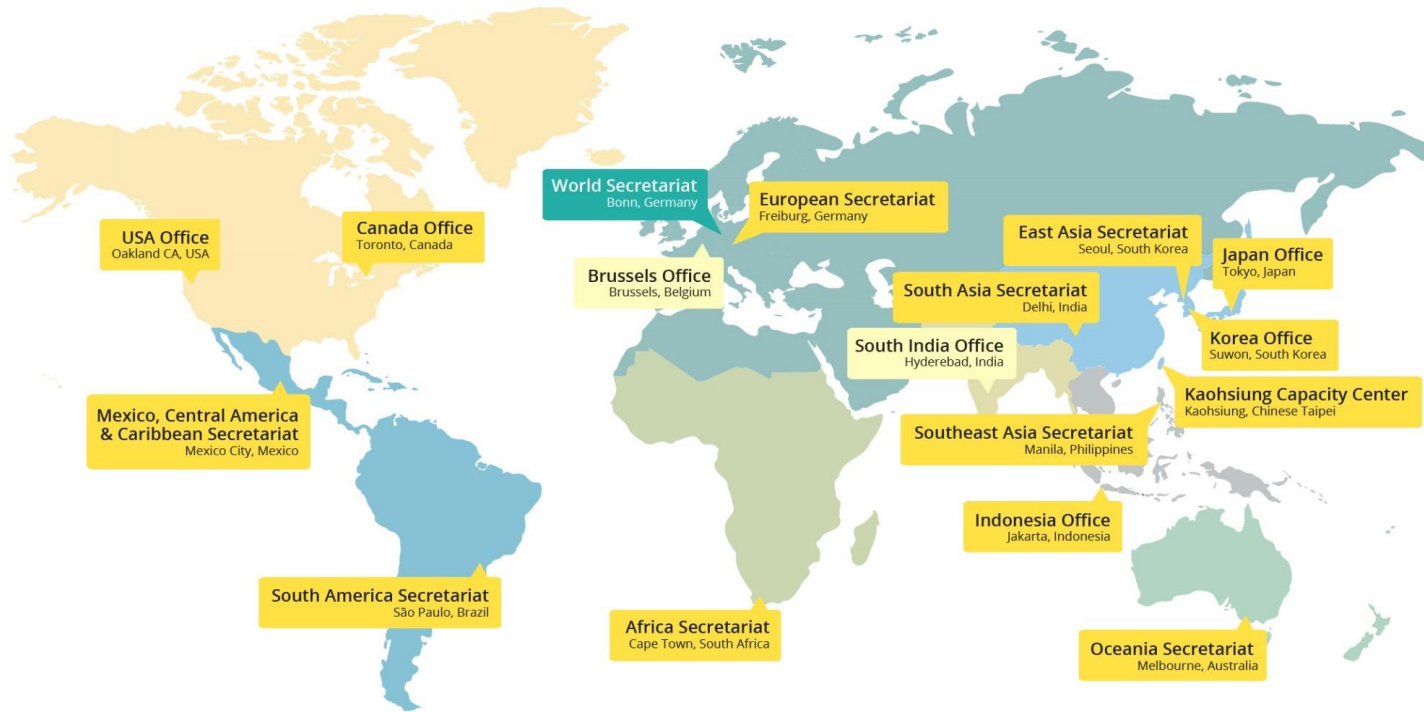 World Secretariat
Bonn, Germany
European Secretariat
Freiburg, Germany
USA Office
Oakland CA, USA
Canada Office
Toronto, Canada
East Asia Secretariat
Seoul, South Korea
Japan Office
Tokyo, Japan
Brussels Office
Brussels, Belgium
South Asia Secretariat
Delhi, India
South India Office
Hyderebad, India
Korea Office
Suwon, South Korea
Mexico, Central America
& Caribbean Secretariat
Mexico City, Mexico
Kaohsiung Capacity Center
Kaohsiung, Chinese Taipei
Southeast Asia Secretariat
Manila, Philippines
Indonesia Office
Jakarta, Indonesia
South America Secretariat
São Paulo, Brazil
Africa Secretariat
Cape Town, South Africa
Oceania Secretariat
Melbourne, Australia